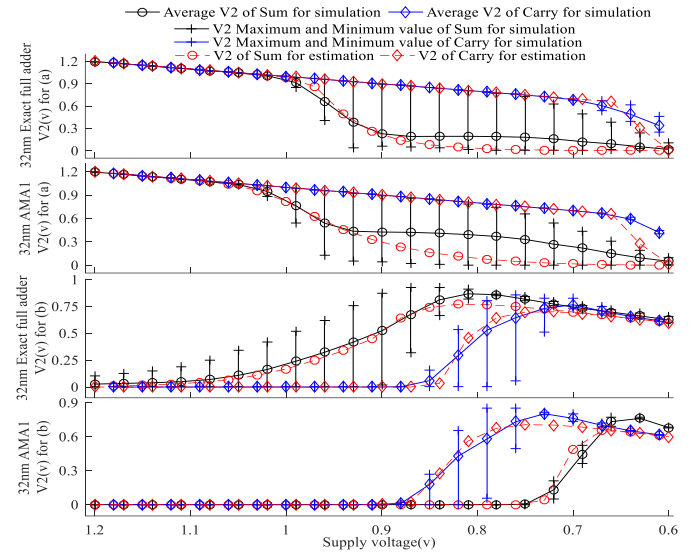 Average V2 of Sum for simulation Average V2 of Carry for simulation
V2 Maximum and Minimum value of Sum for simulation
V2 Maximum and Minimum value of Carry for simulation
V2 of Sum for estimation V2 of Carry for estimation
32nm Exact full adder
V2(v) for (a)
1.2
0.9
0.6
0.3
0
32nm AMA1
V2(v) for (a)
1.2
0.9
0.6
0.3
0
32nm Exact full adder
V2(v) for (b)
1
0.75
0.5
0.25
0
32nm AMA1
V2(v) for (b)
0.9
0.6
0.3
0
1.2 1.1 1 0.9 0.8 0.7 0.6
Supply voltage(v)